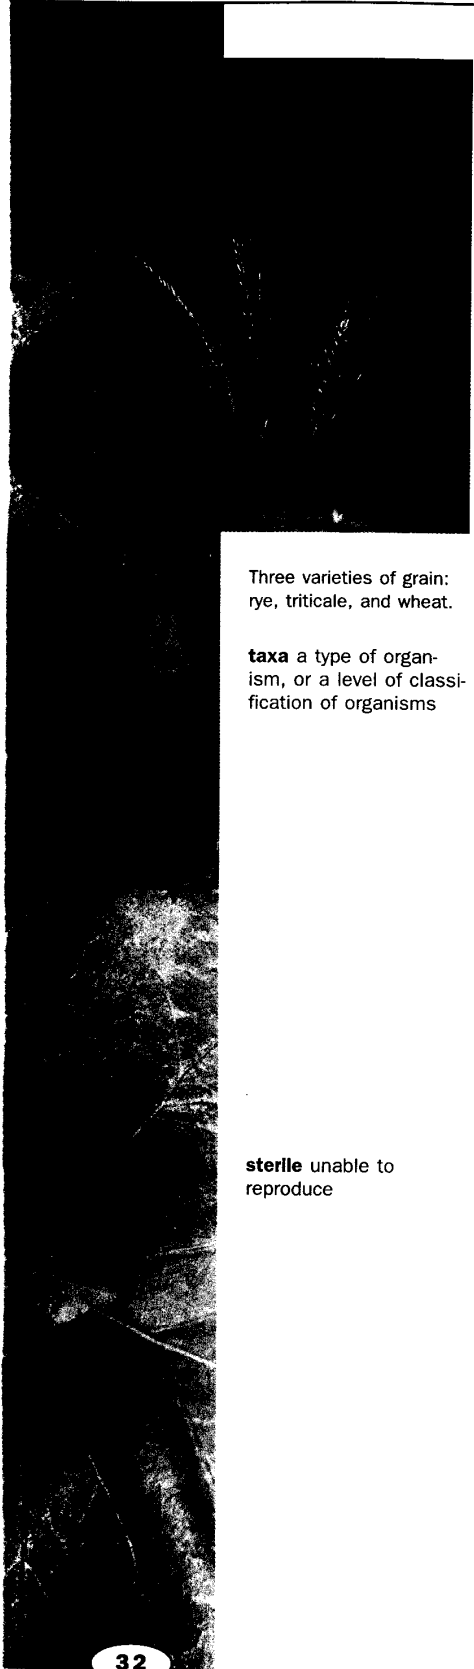 Three varieties of grain:
rye, triticale, and wheat.
taxa a type of organ-
ism, or a level of classi-
fication of organisms
sterile unable to
reproduce
32